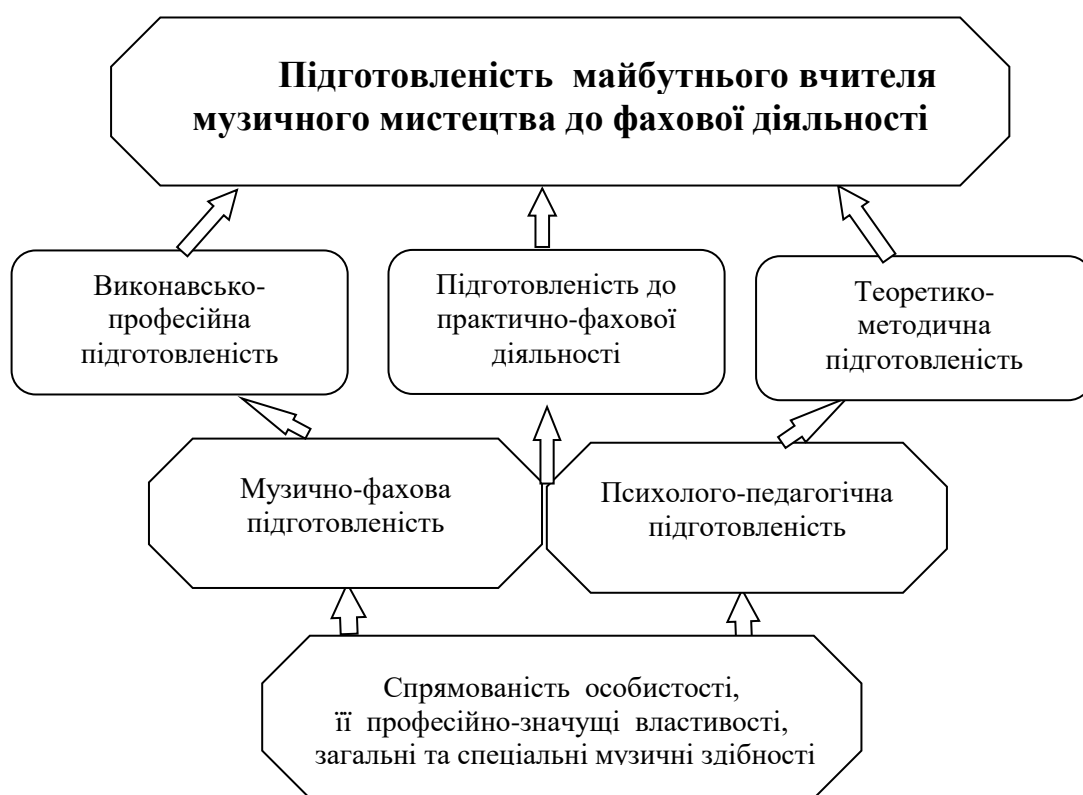 Підготовленість майбутнього вчителя
музичного мистецтва до фахової діяльності
Виконавсько-
професійна
підготовленість
Підготовленість до
практично-фахової
діяльності
Теоретико-
методична
підготовленість
Музично-фахова
підготовленість
Психолого-педагогічна
підготовленість
Спрямованість особистості,
її професійно-значущі властивості,
загальні та спеціальні музичні здібності